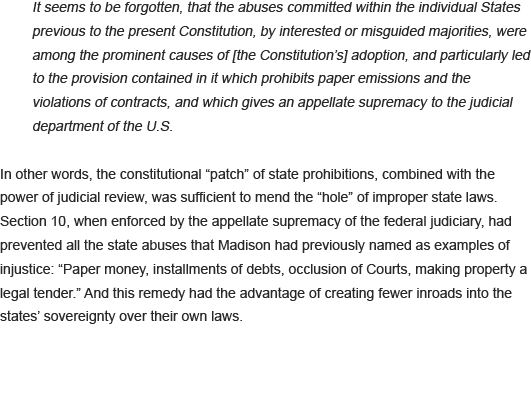 It seems to be forgotten, that the abuses committed within the individual States
previous to the present Constitution, by interested or misguided majorities, were
among the prominent causes of [the Constitution’s] adoption, and particularly led
to the provision contained in it which prohibits paper emissions and the
violations of contracts, and which gives an appellate supremacy to the judicial
department of the U.S.
In other words, the constitutional “patch” of state prohibitions, combined with the
power of judicial review, was sufficient to mend the “hole” of improper state laws.
Section 10, when enforced by the appellate supremacy of the federal judiciary, had
prevented all the state abuses that Madison had previously named as examples of
injustice: “Paper money, installments of debts, occlusion of Courts, making property a
legal tender.” And this remedy had the advantage of creating fewer inroads into the
states’ sovereignty over their own laws.